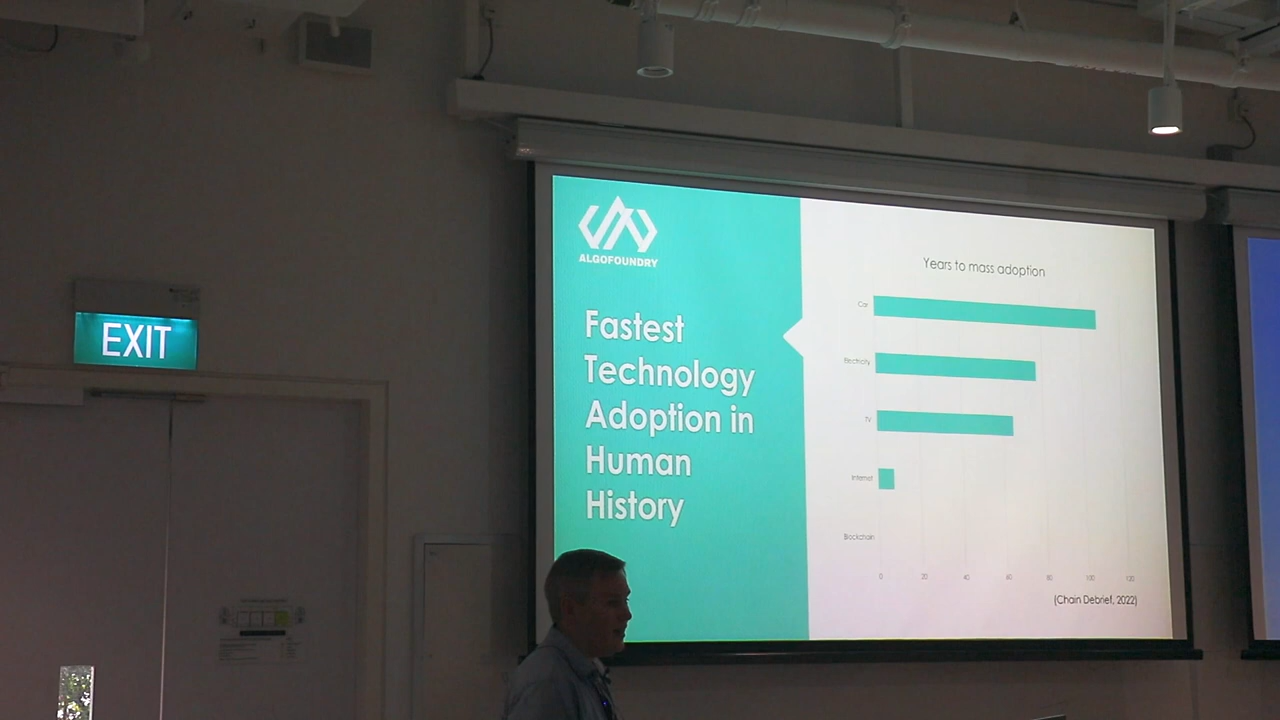 EXIT
ALGOFOUNDRY
Fastest
Technology
Adoption in
Human
History
Years to mass adoption
Car
Electricity
TV
Internet
Blockchain
0 20 40 60 80 100 120
(Chain Debrief, 2022)